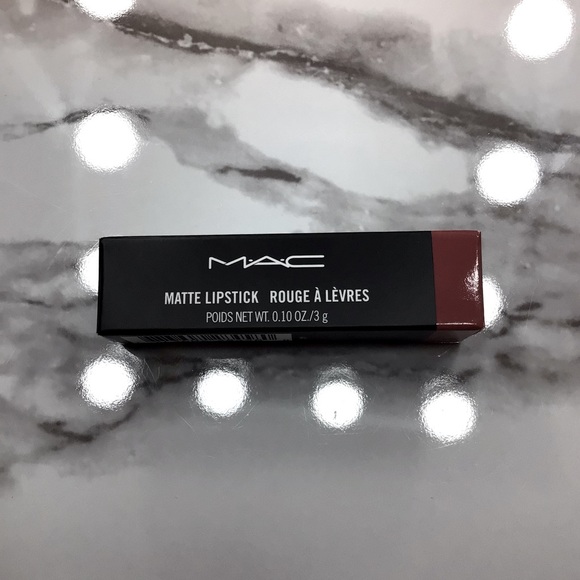 M·A·C
MATTE LIPSTICK ROUGE À LÈVRES
POIDS NET WT. 0.10 OZ./3 g